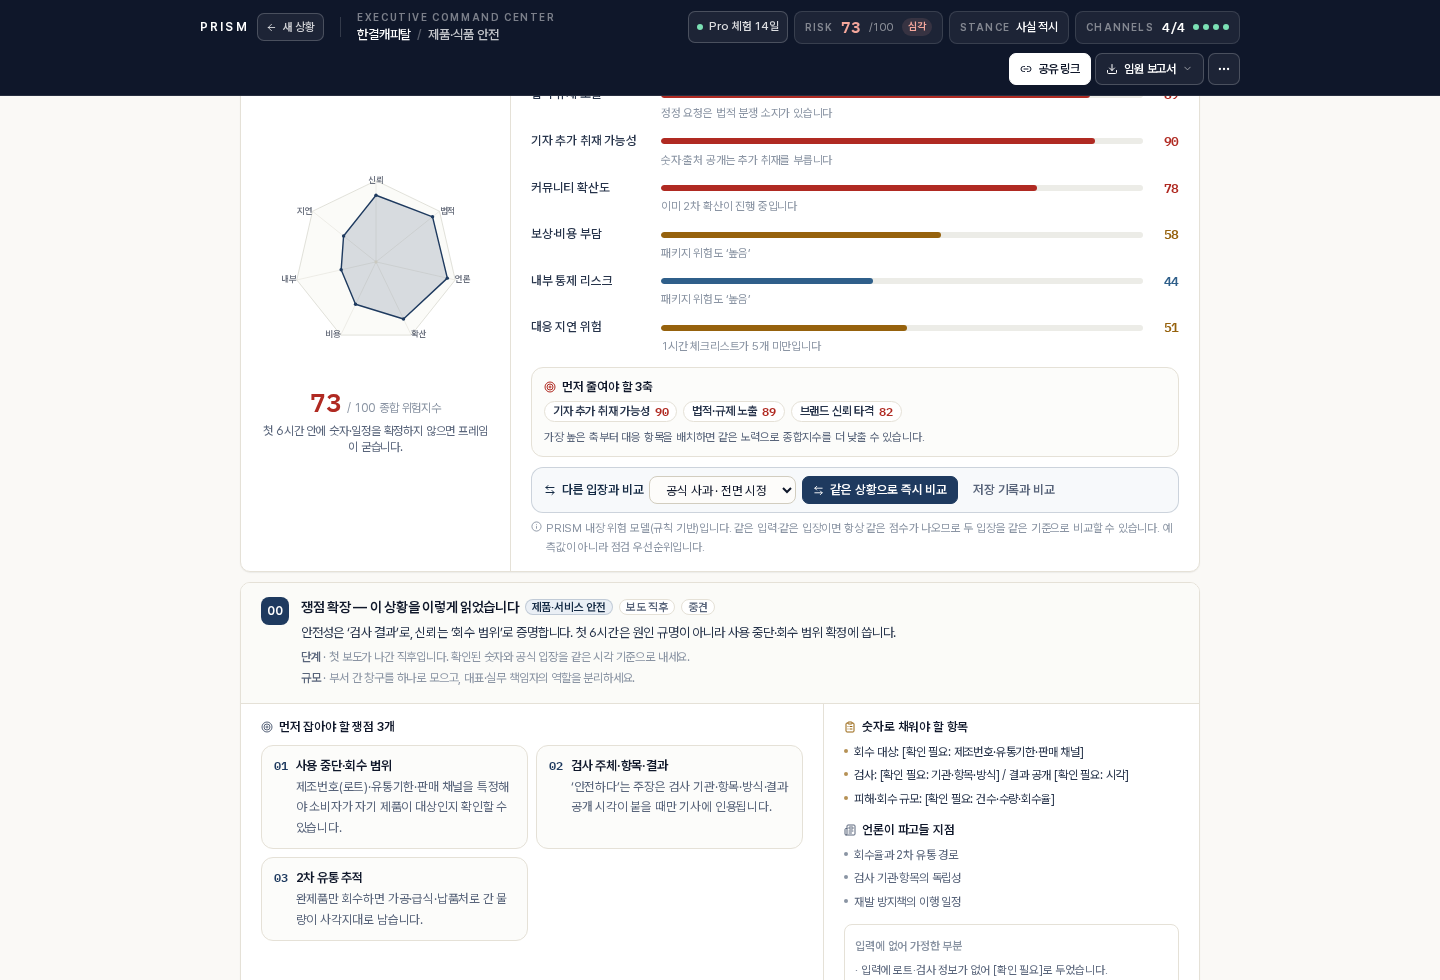 PRISM
← 새 상황
EXECUTIVE COMMAND CENTER
한결캐피탈 / 제품·식품 안전
Pro 체험 14일
RISK 73 /100 심각
STANCE 사실 적시
CHANNELS 4/4
공유 링크
임원 보고서
정정 요청은 법적 분쟁 소지가 있습니다
기자 추가 취재 가능성 90
숫자·출처 공개는 추가 취재를 부릅니다
커뮤니티 확산도 78
이미 2차 확산이 진행 중입니다
보상·비용 부담 58
패키지 위험도 '높음'
내부 통제 리스크 44
패키지 위험도 '높음'
대응 지연 위험 51
1시간 체크리스트가 5개 미만입니다
신뢰
법적
언론
확산
비용
내부
지연
73 / 100 종합 위험지수
첫 6시간 안에 숫자·일정을 확정하지 않으면 프레임
이 굳습니다.
먼저 줄여야 할 3축
기자 추가 취재 가능성 90
법적·규제 노출 89
브랜드 신뢰 타격 82
가장 높은 축부터 대응 항목을 배치하면 같은 노력으로 종합지수를 더 낮출 수 있습니다.
다른 입장과 비교
공식 사과 · 전면 시정
같은 상황으로 즉시 비교
저장 기록과 비교
PRISM 내장 위험 모델(규칙 기반)입니다. 같은 입력·같은 입장이면 항상 같은 점수가 나오므로 두 입장을 같은 기준으로 비교할 수 있습니다. 예
측값이 아니라 점검 우선순위입니다.
00
쟁점 확장 — 이 상황을 이렇게 읽었습니다
제품·서비스 안전
보도 직후
중견
안전성은 '검사 결과'로, 신뢰는 '회수 범위'로 증명합니다. 첫 6시간은 원인 규명이 아니라 사용 중단·회수 범위 확정에 씁니다.
단계 · 첫 보도가 나간 직후입니다. 확인된 숫자와 공식 입장을 같은 시각 기준으로 내세요.
규모 · 부서 간 창구를 하나로 모으고, 대표·실무 책임자의 역할을 분리하세요.
먼저 잡아야 할 쟁점 3개
01 사용 중단·회수 범위
제조번호(로트)·유통기한·판매 채널을 특정해
야 소비자가 자기 제품이 대상인지 확인할 수
있습니다.
02 검사 주체·항목·결과
'안전하다'는 주장은 검사 기관·항목·방식·결과
공개 시각이 붙을 때만 기사에 인용됩니다.
03 2차 유통 추적
완제품만 회수하면 가공·급식·납품처로 간 물
량이 사각지대로 남습니다.
숫자로 채워야 할 항목
회수 대상: [확인 필요: 제조번호·유통기한·판매 채널]
검사: [확인 필요: 기관·항목·방식] / 결과 공개 [확인 필요: 시각]
피해·회수 규모: [확인 필요: 건수·수량·회수율]
언론이 파고들 지점
회수율과 2차 유통 경로
검사 기관·항목의 독립성
재발 방지책의 이행 일정
입력에 없어 가정한 부분
· 입력에 로트·검사 정보가 없어 [확인 필요]로 두었습니다.